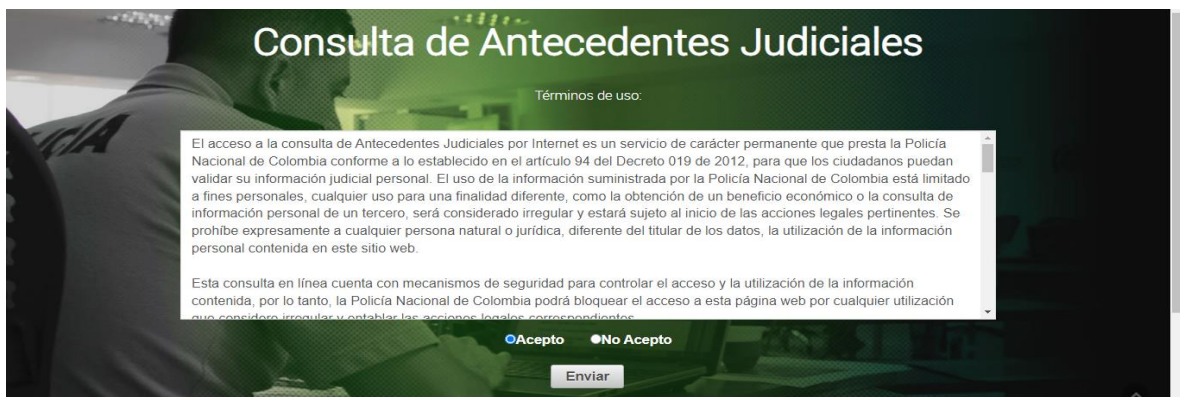 Consulta de Antecedentes Judiciales
Términos de uso:
El acceso a la consulta de Antecedentes Judiciales por Internet es un servicio de carácter permanente que presta la Policía
Nacional de Colombia conforme a lo establecido en el artículo 94 del Decreto 019 de 2012, para que los ciudadanos puedan
validar su información judicial personal. El uso de la información suministrada por la Policía Nacional de Colombia está limitado
a fines personales, cualquier uso para una finalidad diferente, como la obtención de un beneficio económico o la consulta de
información personal de un tercero, será considerado irregular y estará sujeto al inicio de las acciones legales pertinentes. Se
prohíbe expresamente a cualquier persona natural o jurídica, diferente del titular de los datos, la utilización de la información
personal contenida en este sitio web.
Esta consulta en línea cuenta con mecanismos de seguridad para controlar el acceso y la utilización de la información
contenida, por lo tanto, la Policía Nacional de Colombia podrá bloquear el acceso a esta página web por cualquier utilización
que considere irregular y entablar las acciones legales correspondientes
Acepto No Acepto
Enviar